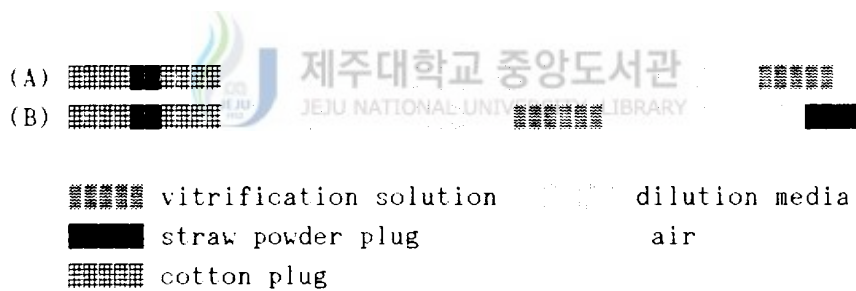 제주대학교 중앙도서관
(A)
JEJU NATIONAL UNIVERSITY LIBRARY
(B)
vitrification solution dilution media
straw powder plug air
cotton plug